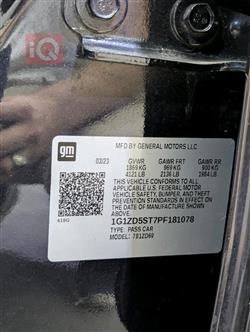 IQ
gm
MFD BY GENERAL MOTORS LLC
03/23 GVWR GAWR FRT GAWR RR
1869 KG 969 KG 900 KG
4121 LB 2136 LB 1984 LB
THIS VEHICLE CONFORMS TO ALL
APPLICABLE U.S. FEDERAL MOTOR
VEHICLE SAFETY, BUMPER, AND THEFT
PREVENTION STANDARDS IN EFFECT ON THE
DATE OF MANUFACTURE SHOWN ABOVE.
1G1ZD5ST7PF181078
TYPE: PASS CAR
MODEL: 7B1ZD69